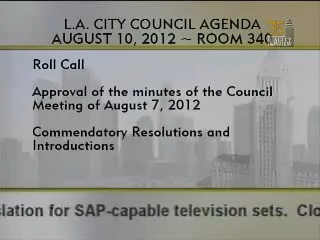 L.A. CITY COUNCIL AGENDA
AUGUST 10, 2012 ~ ROOM 340
Roll Call
Approval of the minutes of the Council
Meeting of August 7, 2012
Commendatory Resolutions and
Introductions
slation for SAP-capable television sets. Clo